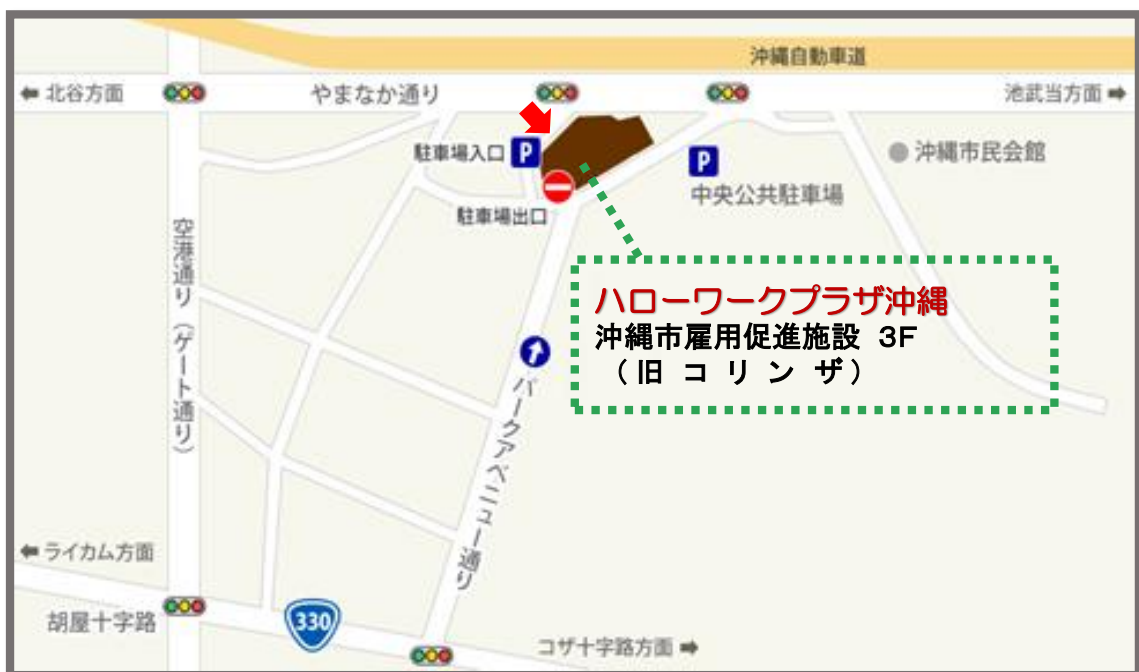 沖縄自動車道
⬅ 北谷方面
やまなか通り
池武当方面 ➡
駐車場入口 P
P
沖縄市民会館
中央公共駐車場
駐車場出口
空港通り（ゲート通り）
ハローワークプラザ沖縄
沖縄市雇用促進施設 3F
（旧 コ リ ン ザ）
パークアベニュー通り
⬅ ライカム方面
胡屋十字路
330
コザ十字路方面 ➡